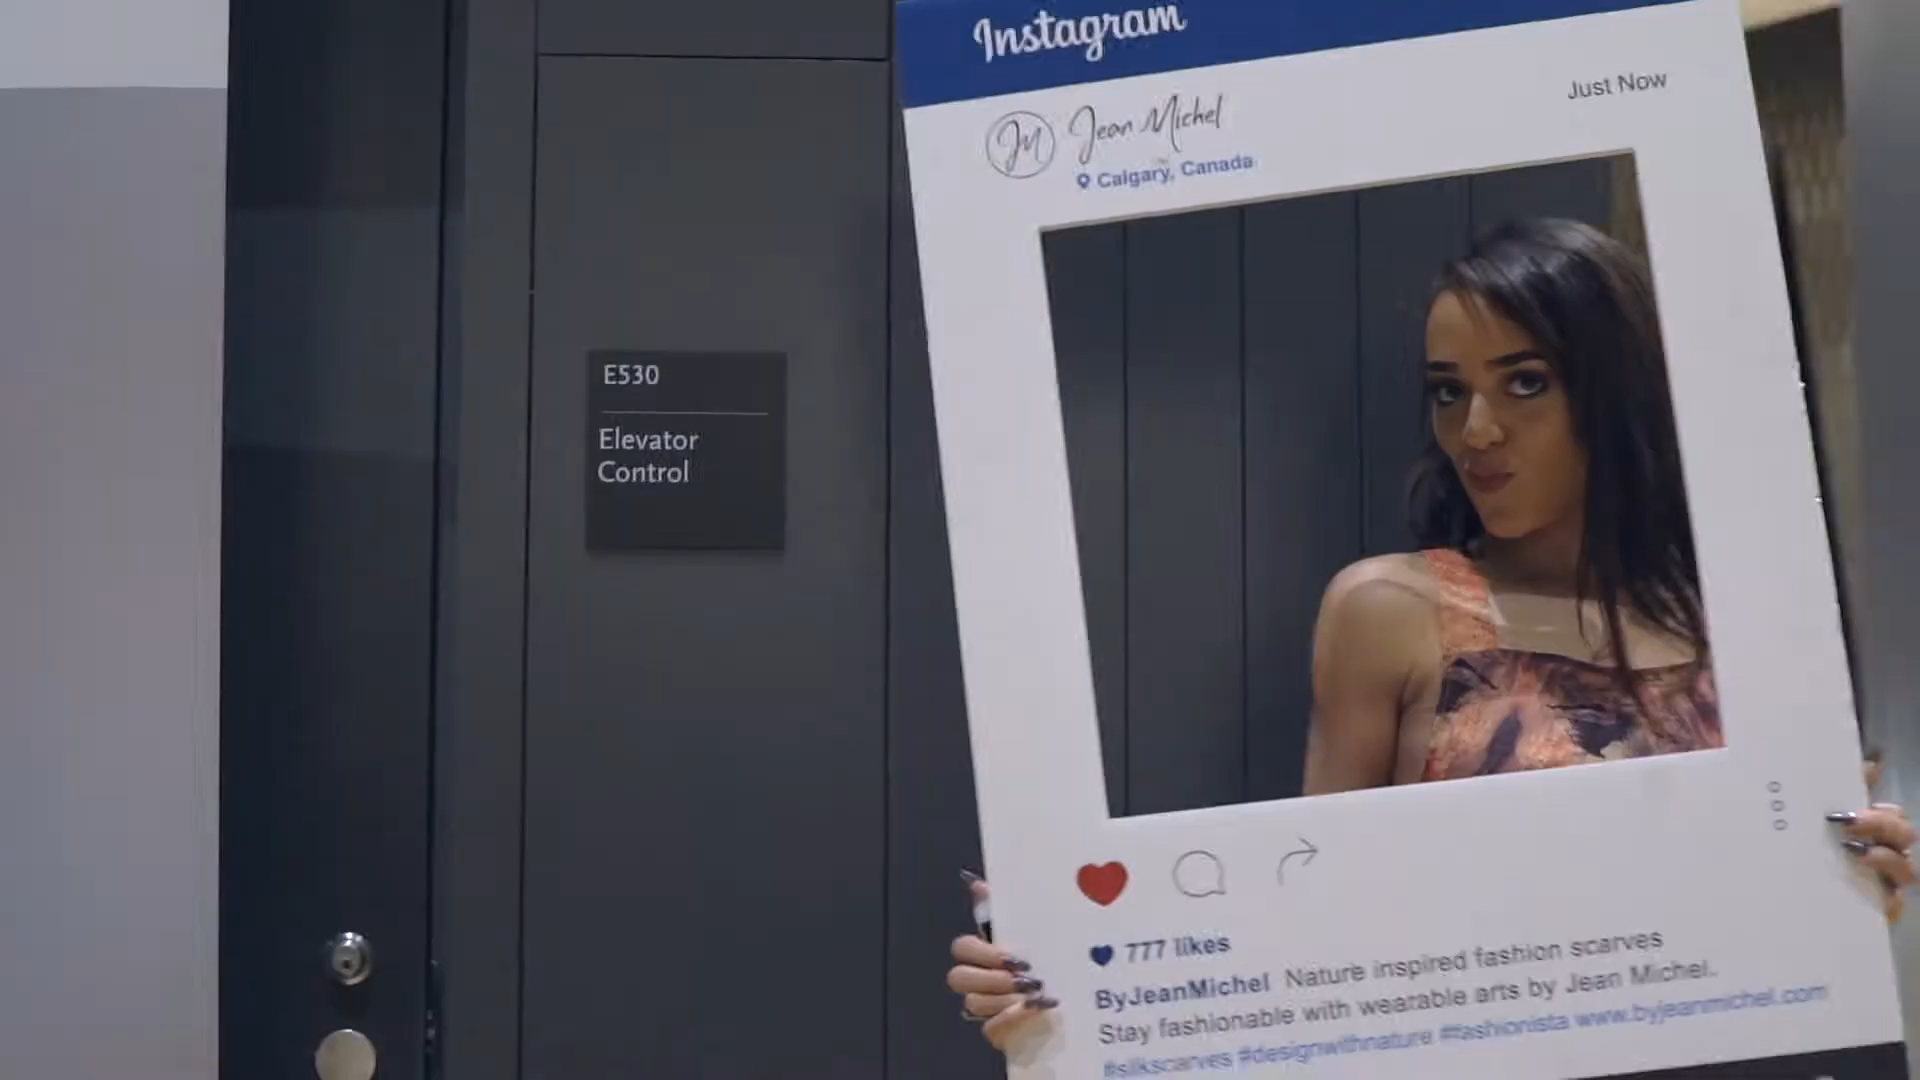 E530
Elevator
Control
Instagram
JM
Jean Michel
Just Now
Calgary, Canada
777 likes
ByJeanMichel Nature inspired fashion scarves
Stay fashionable with wearable arts by Jean Michel.
#silkscarves #designwithnature #fashionista www.byjeanmichel.com